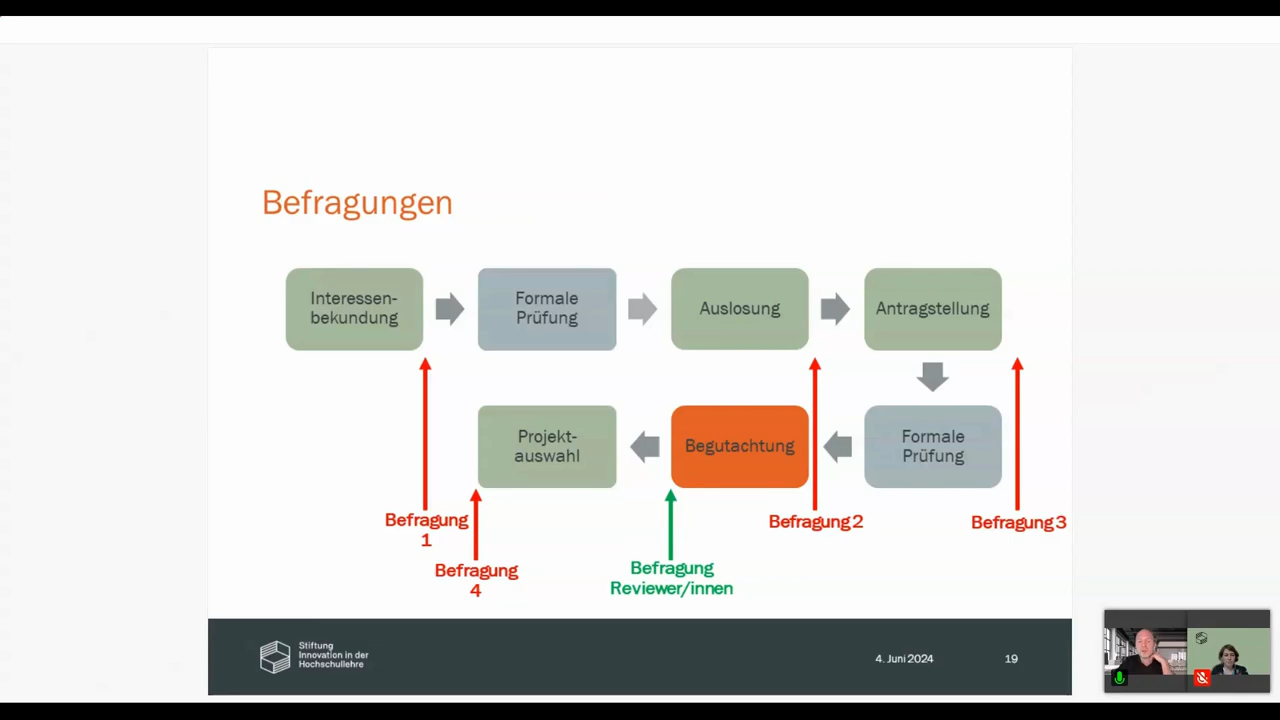 Befragungen
Interessen-
bekundung
Formale
Prüfung
Auslosung
Antragstellung
Projekt-
auswahl
Begutachtung
Formale
Prüfung
Befragung
1
Befragung 2
Befragung 3
Befragung
4
Befragung
Reviewer/innen
Stiftung
Innovation in der
Hochschullehre
4. Juni 2024
19